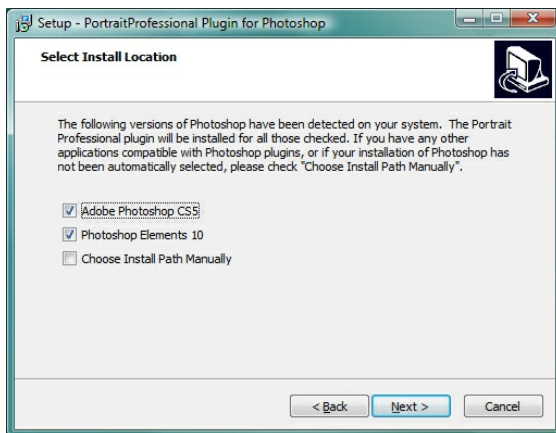 Setup - PortraitProfessional Plugin for Photoshop
Select Install Location
The following versions of Photoshop have been detected on your system. The Portrait
Professional plugin will be installed for all those checked. If you have any other
applications compatible with Photoshop plugins, or if your installation of Photoshop has
not been automatically selected, please check "Choose Install Path Manually".
Adobe Photoshop CS5
Photoshop Elements 10
Choose Install Path Manually
< Back Next > Cancel